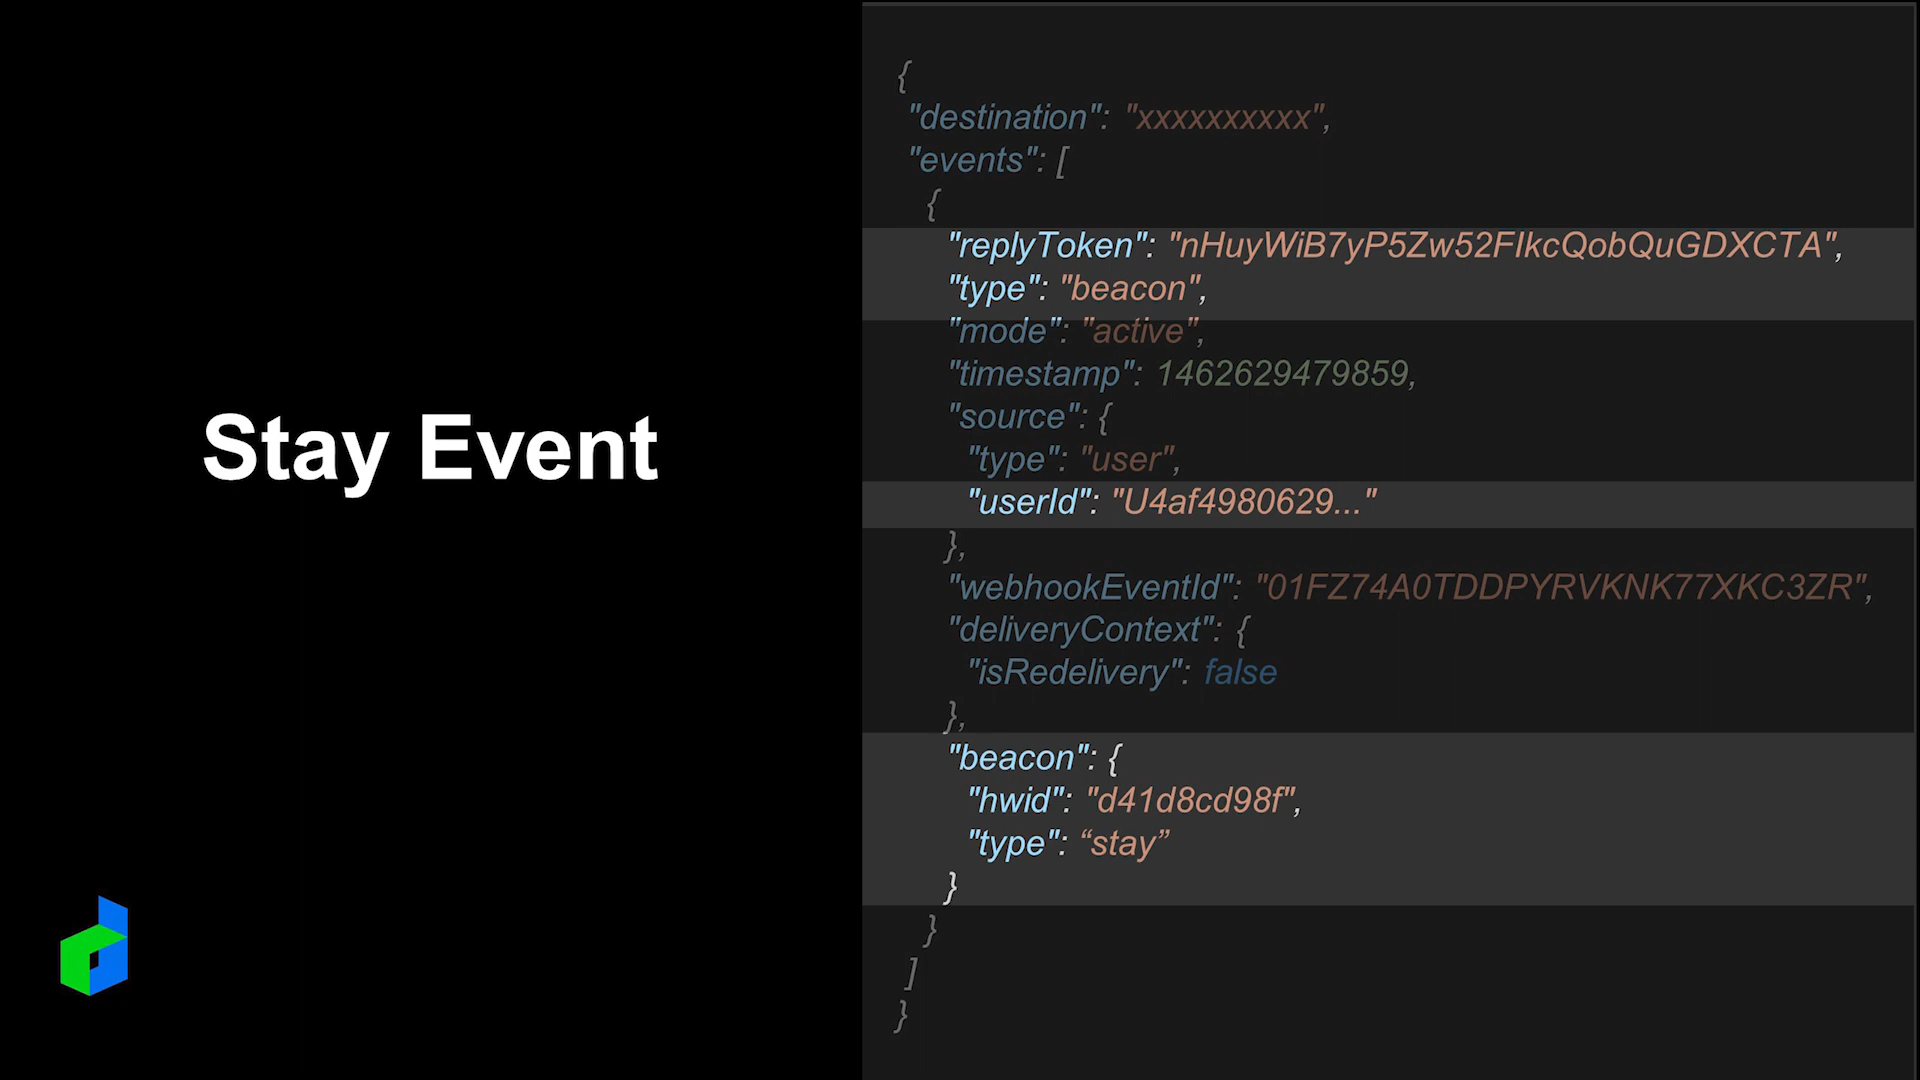 Stay Event
{
"destination": "xxxxxxxxxx",
"events": [
{
"replyToken": "nHuyWiB7yP5Zw52FIkcQobQuGDXCTA",
"type": "beacon",
"mode": "active",
"timestamp": 1462629479859,
"source": {
"type": "user",
"userId": "U4af4980629..."
},
"webhookEventId": "01FZ74A0TDDPYRVKNK77XKC3ZR",
"deliveryContext": {
"isRedelivery": false
},
"beacon": {
"hwid": "d41d8cd98f",
"type": “stay”
}
}
]
}